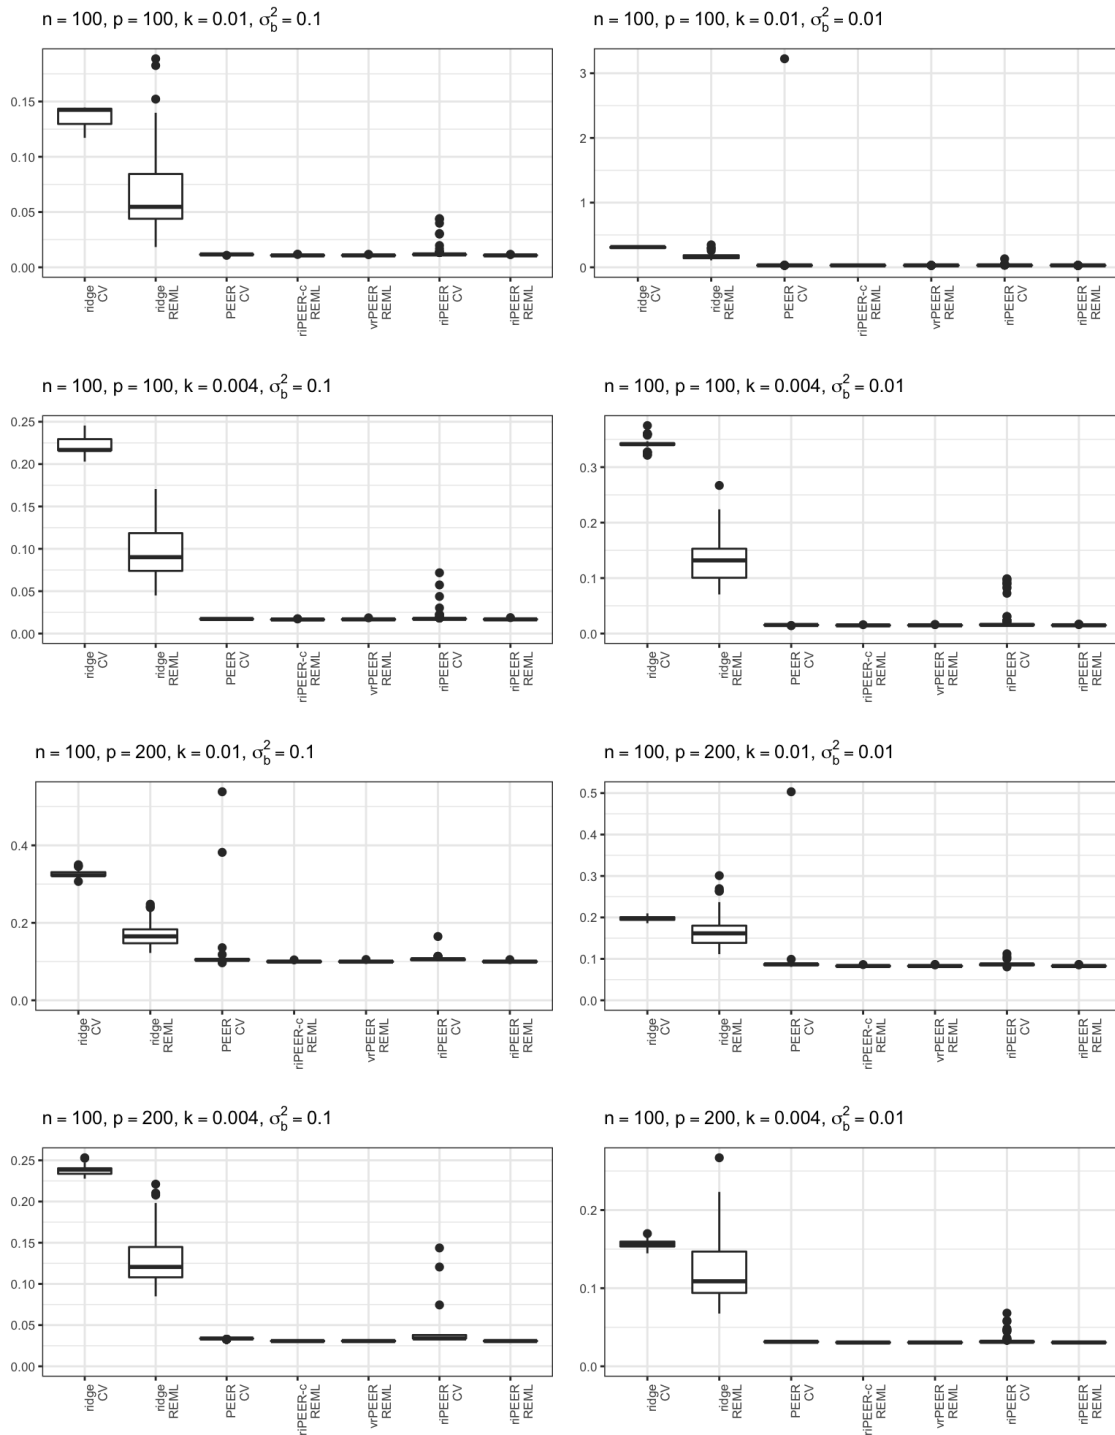 n = 100, p = 100, k = 0.01, σ_b^2 = 0.1
0.15
0.10
0.05
0.00
ridge CV
ridge REML
PEER CV
riPEER-c REML
vrPEER REML
riPEER CV
riPEER REML
n = 100, p = 100, k = 0.01, σ_b^2 = 0.01
3
2
1
0
ridge CV
ridge REML
PEER CV
riPEER-c REML
vrPEER REML
riPEER CV
riPEER REML
n = 100, p = 100, k = 0.004, σ_b^2 = 0.1
0.25
0.20
0.15
0.10
0.05
0.00
ridge CV
ridge REML
PEER CV
riPEER-c REML
vrPEER REML
riPEER CV
riPEER REML
n = 100, p = 100, k = 0.004, σ_b^2 = 0.01
0.3
0.2
0.1
0.0
ridge CV
ridge REML
PEER CV
riPEER-c REML
vrPEER REML
riPEER CV
riPEER REML
n = 100, p = 200, k = 0.01, σ_b^2 = 0.1
0.4
0.2
0.0
ridge CV
ridge REML
PEER CV
riPEER-c REML
vrPEER REML
riPEER CV
riPEER REML
n = 100, p = 200, k = 0.01, σ_b^2 = 0.01
0.5
0.4
0.3
0.2
0.1
0.0
ridge CV
ridge REML
PEER CV
riPEER-c REML
vrPEER REML
riPEER CV
riPEER REML
n = 100, p = 200, k = 0.004, σ_b^2 = 0.1
0.25
0.20
0.15
0.10
0.05
0.00
ridge CV
ridge REML
PEER CV
riPEER-c REML
vrPEER REML
riPEER CV
riPEER REML
n = 100, p = 200, k = 0.004, σ_b^2 = 0.01
0.2
0.1
0.0
ridge CV
ridge REML
PEER CV
riPEER-c REML
vrPEER REML
riPEER CV
riPEER REML